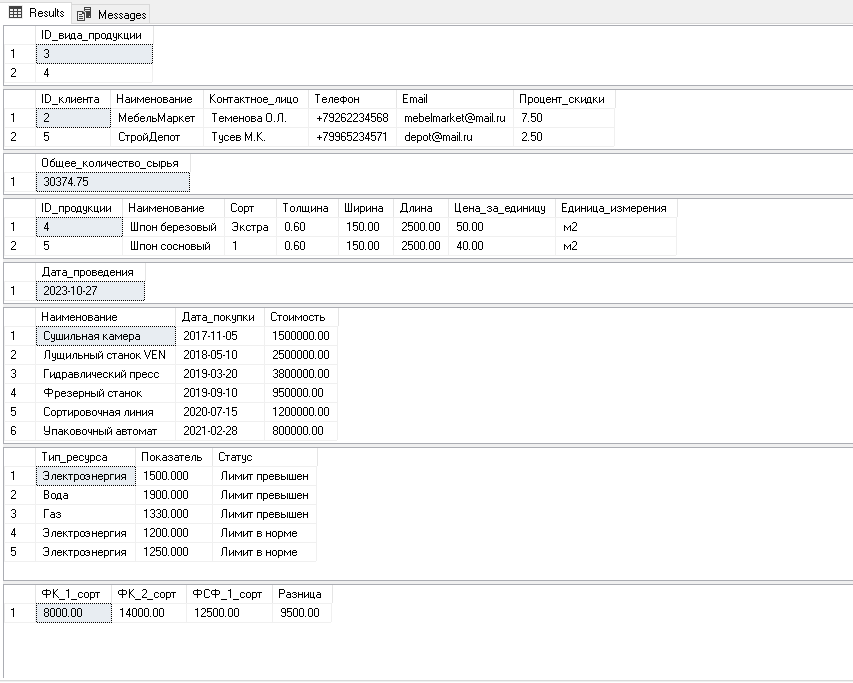 Results Messages
ID_вида_продукции
1 3
2 4
ID_клиента Наименование Контактное_лицо Телефон Email Процент_скидки
1 2 МебельМаркет Теменова О.Л. +79262234568 mebelmarket@mail.ru 7.50
2 5 СтройДепот Тусев М.К. +79965234571 depot@mail.ru 2.50
Общее_количество_сырья
1 30374.75
ID_продукции Наименование Сорт Толщина Ширина Длина Цена_за_единицу Единица_измерения
1 4 Шпон березовый Экстра 0.60 150.00 2500.00 50.00 м2
2 5 Шпон сосновый 1 0.60 150.00 2500.00 40.00 м2
Дата_проведения
1 2023-10-27
Наименование Дата_покупки Стоимость
1 Сушильная камера 2017-11-05 1500000.00
2 Лущильный станок VEN 2018-05-10 2500000.00
3 Гидравлический пресс 2019-03-20 3800000.00
4 Фрезерный станок 2019-09-10 950000.00
5 Сортировочная линия 2020-07-15 1200000.00
6 Упаковочный автомат 2021-02-28 800000.00
Тип_ресурса Показатель Статус
1 Электроэнергия 1500.000 Лимит превышен
2 Вода 1900.000 Лимит превышен
3 Газ 1330.000 Лимит превышен
4 Электроэнергия 1200.000 Лимит в норме
5 Электроэнергия 1250.000 Лимит в норме
ФК_1_сорт ФК_2_сорт ФСФ_1_сорт Разница
1 8000.00 14000.00 12500.00 9500.00